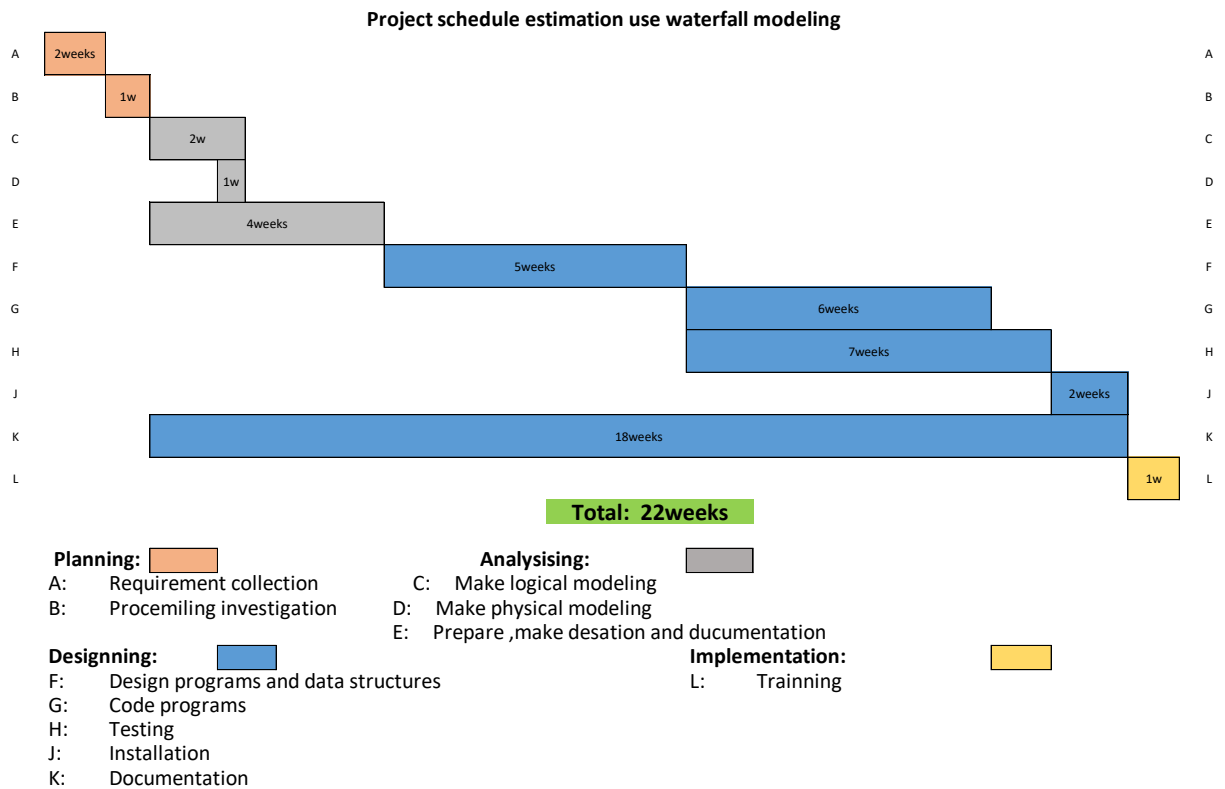 Project schedule estimation use waterfall modeling
A 2weeks A
B 1w B
C 2w C
D 1w D
E 4weeks E
F 5weeks F
G 6weeks G
H 7weeks H
J 2weeks J
K 18weeks K
L 1w L
Total: 22weeks
Planning: Analysising:
A: Requirement collection C: Make logical modeling
B: Procemiling investigation D: Make physical modeling
E: Prepare ,make desation and ducumentation
Designning: Implementation:
F: Design programs and data structures L: Trainning
G: Code programs
H: Testing
J: Installation
K: Documentation